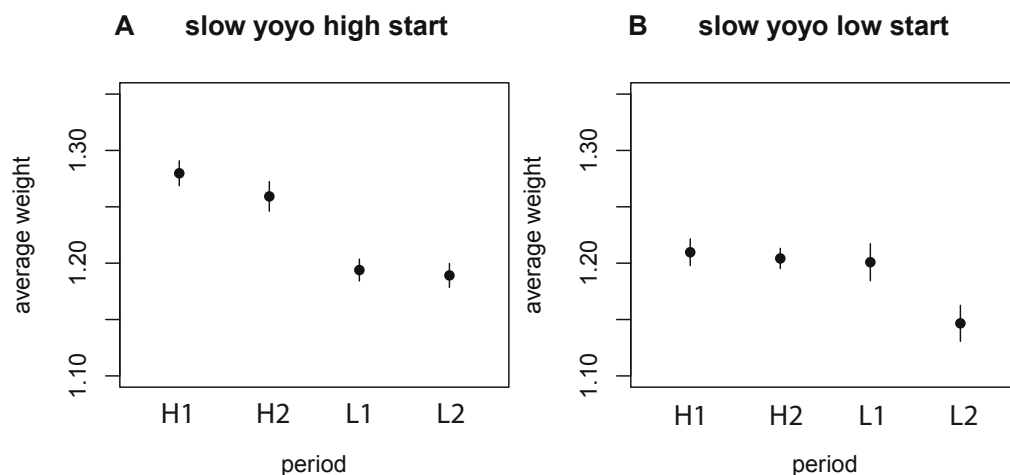 A slow yoyo high start
average weight
1.30
1.20
1.10
H1 H2 L1 L2
period
B slow yoyo low start
average weight
1.30
1.20
1.10
H1 H2 L1 L2
period